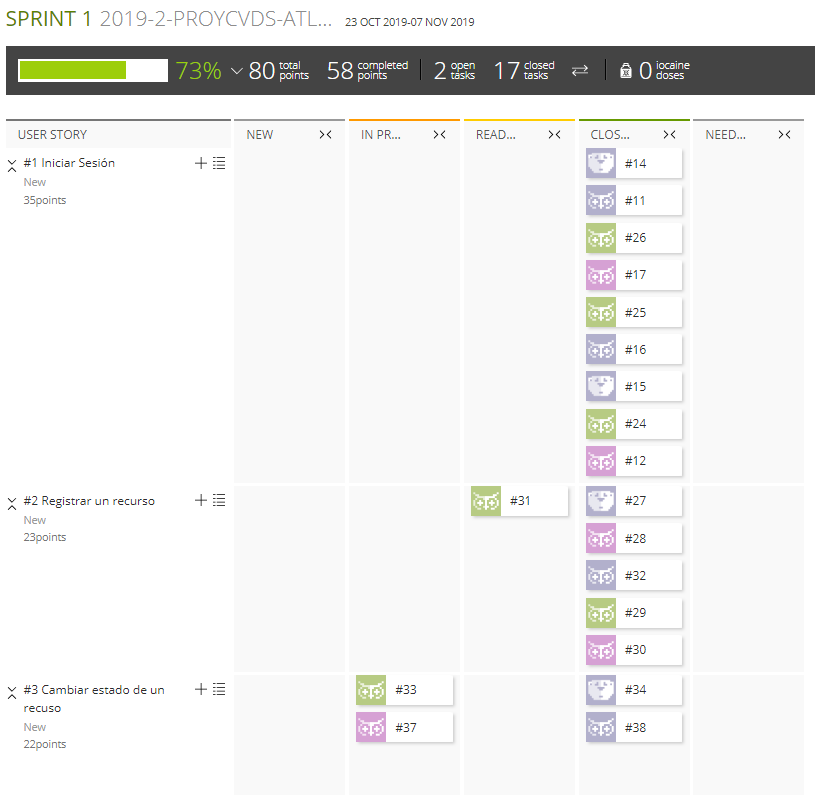 SPRINT 1 2019-2-PROYCVDS-ATL... 23 OCT 2019-07 NOV 2019
73% 80 total points 58 completed points 2 open tasks 17 closed tasks 0 iocaine doses
USER STORY NEW IN PR... READ... CLOS... NEED...
#1 Iniciar Sesión
New
35points
#14
#11
#26
#17
#25
#16
#15
#24
#12
#2 Registrar un recurso
New
23points
#31
#27
#28
#32
#29
#30
#3 Cambiar estado de un
recuso
New
22points
#33
#37
#34
#38